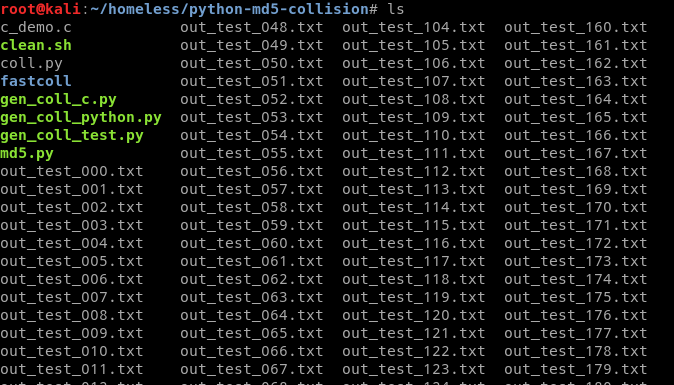 root@kali:~/homeless/python-md5-collision# ls
c_demo.c out_test_048.txt out_test_104.txt out_test_160.txt
clean.sh out_test_049.txt out_test_105.txt out_test_161.txt
coll.py out_test_050.txt out_test_106.txt out_test_162.txt
fastcoll out_test_051.txt out_test_107.txt out_test_163.txt
gen_coll_c.py out_test_052.txt out_test_108.txt out_test_164.txt
gen_coll_python.py out_test_053.txt out_test_109.txt out_test_165.txt
gen_coll_test.py out_test_054.txt out_test_110.txt out_test_166.txt
md5.py out_test_055.txt out_test_111.txt out_test_167.txt
out_test_000.txt out_test_056.txt out_test_112.txt out_test_168.txt
out_test_001.txt out_test_057.txt out_test_113.txt out_test_169.txt
out_test_002.txt out_test_058.txt out_test_114.txt out_test_170.txt
out_test_003.txt out_test_059.txt out_test_115.txt out_test_171.txt
out_test_004.txt out_test_060.txt out_test_116.txt out_test_172.txt
out_test_005.txt out_test_061.txt out_test_117.txt out_test_173.txt
out_test_006.txt out_test_062.txt out_test_118.txt out_test_174.txt
out_test_007.txt out_test_063.txt out_test_119.txt out_test_175.txt
out_test_008.txt out_test_064.txt out_test_120.txt out_test_176.txt
out_test_009.txt out_test_065.txt out_test_121.txt out_test_177.txt
out_test_010.txt out_test_066.txt out_test_122.txt out_test_178.txt
out_test_011.txt out_test_067.txt out_test_123.txt out_test_179.txt